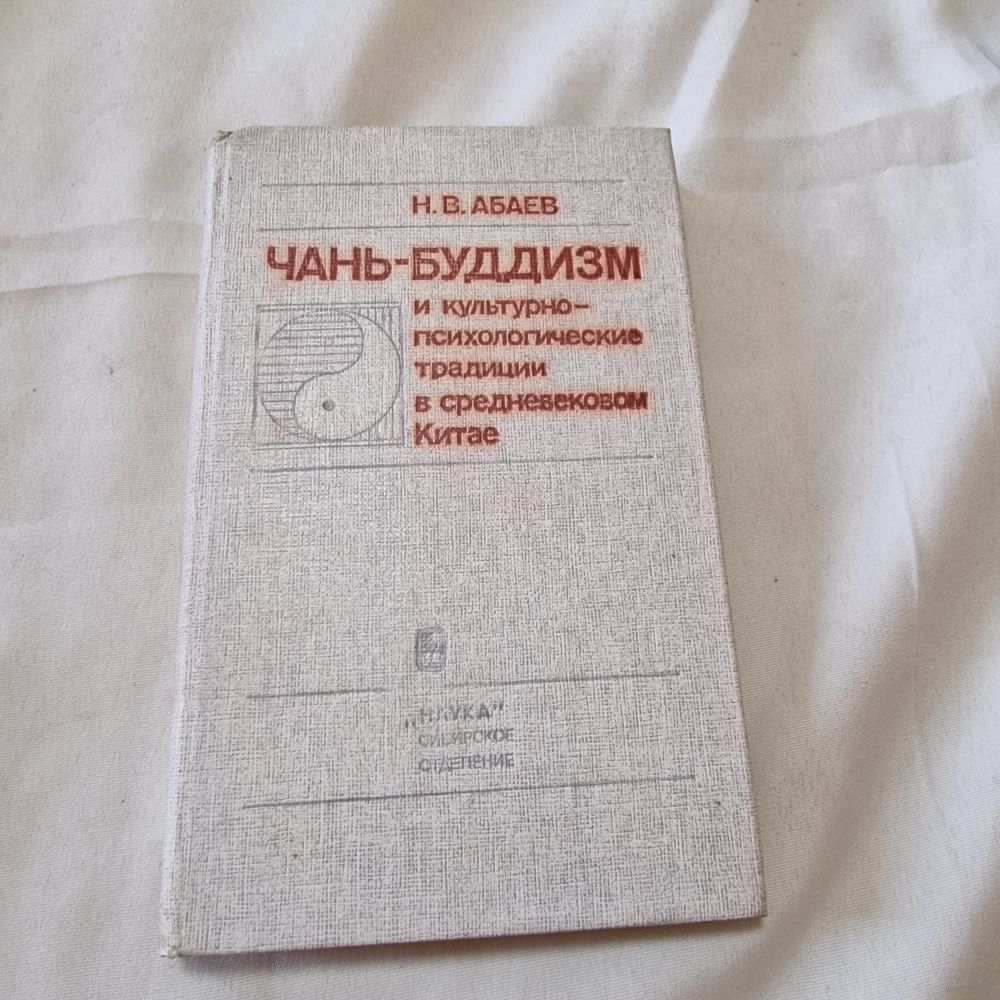 Н. В. АБАЕВ
ЧАНЬ-БУДДИЗМ
и культурно-
психологические
традиции
в средневековом
Китае
„НАУКА"
СИБИРСКОЕ
ОТДЕЛЕНИЕ